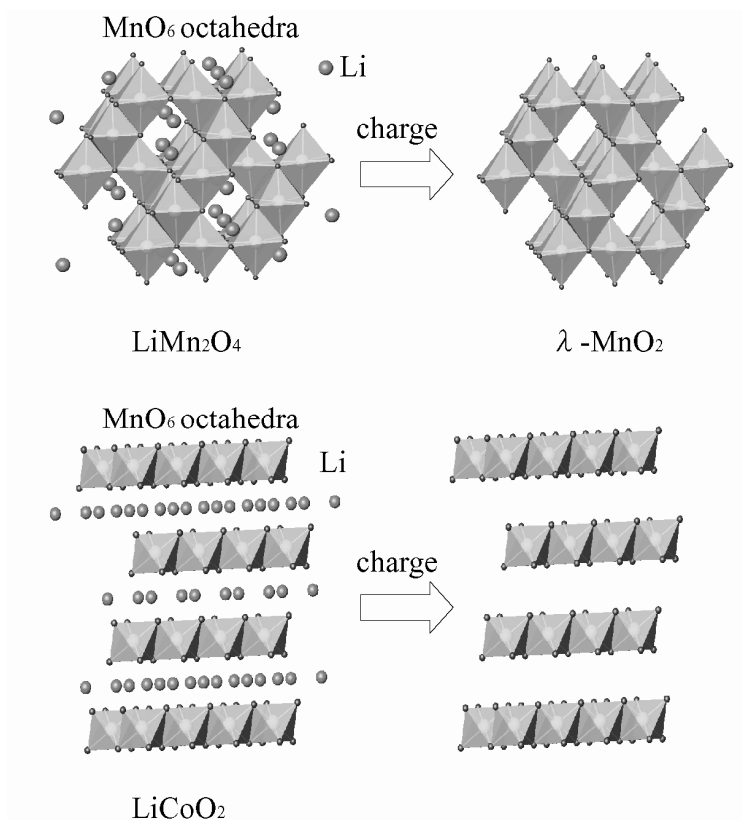 MnO₆ octahedra
Li
charge
LiMn₂O₄
λ-MnO₂
MnO₆ octahedra
Li
charge
LiCoO₂